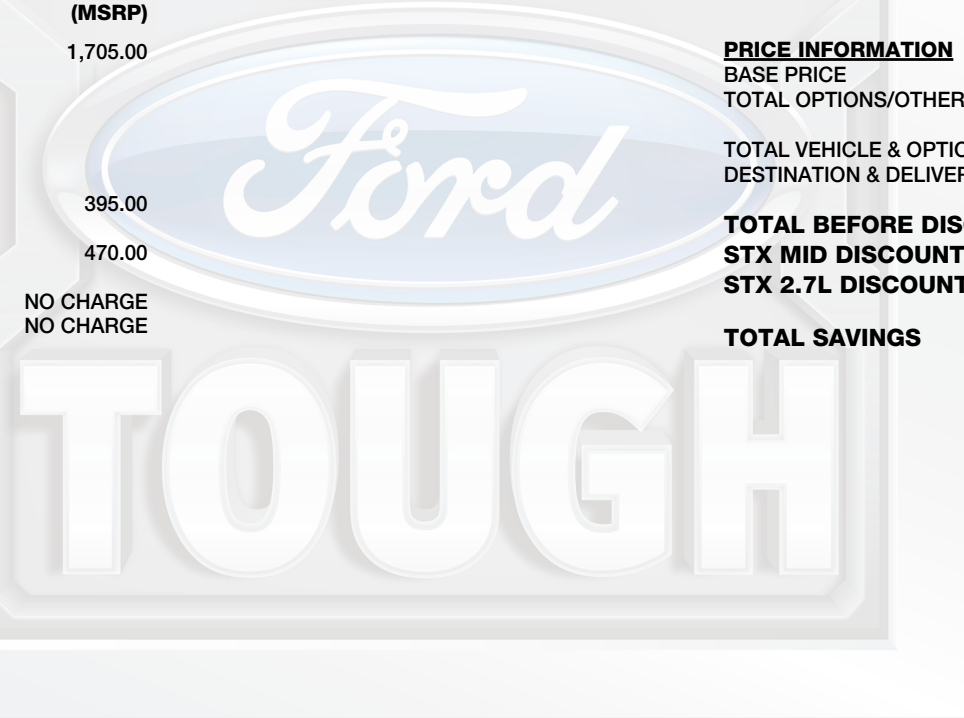 (MSRP)
1,705.00
395.00
470.00
NO CHARGE
NO CHARGE
Ford
TOUGH
PRICE INFORMATION
BASE PRICE
TOTAL OPTIONS/OTHER
TOTAL VEHICLE & OPTIO
DESTINATION & DELIVER
TOTAL BEFORE DIS
STX MID DISCOUNT
STX 2.7L DISCOUNT
TOTAL SAVINGS